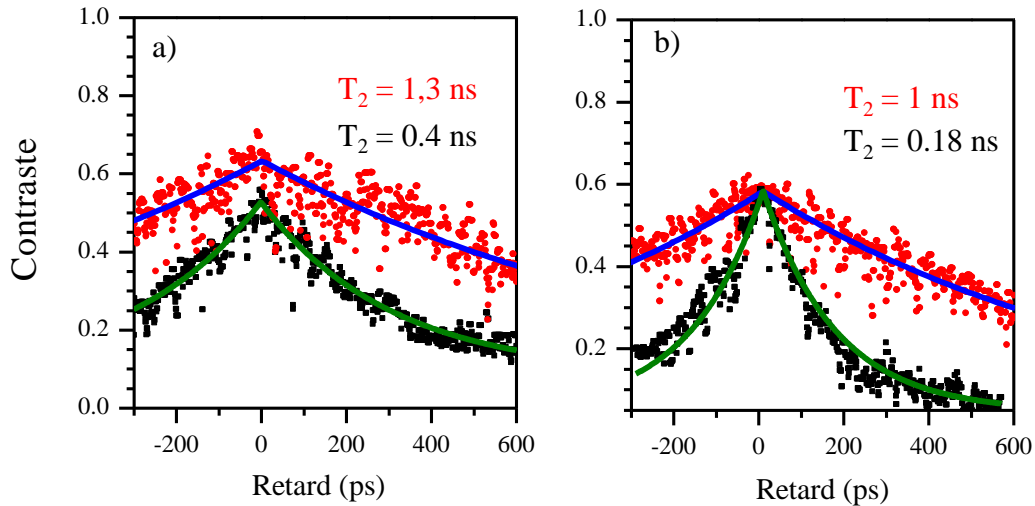 Contraste
a)
T₂ = 1,3 ns
T₂ = 0.4 ns
1.0
0.8
0.6
0.4
0.2
0.0
-200 0 200 400 600
Retard (ps)
b)
T₂ = 1 ns
T₂ = 0.18 ns
1.0
0.8
0.6
0.4
0.2
-200 0 200 400 600
Retard (ps)